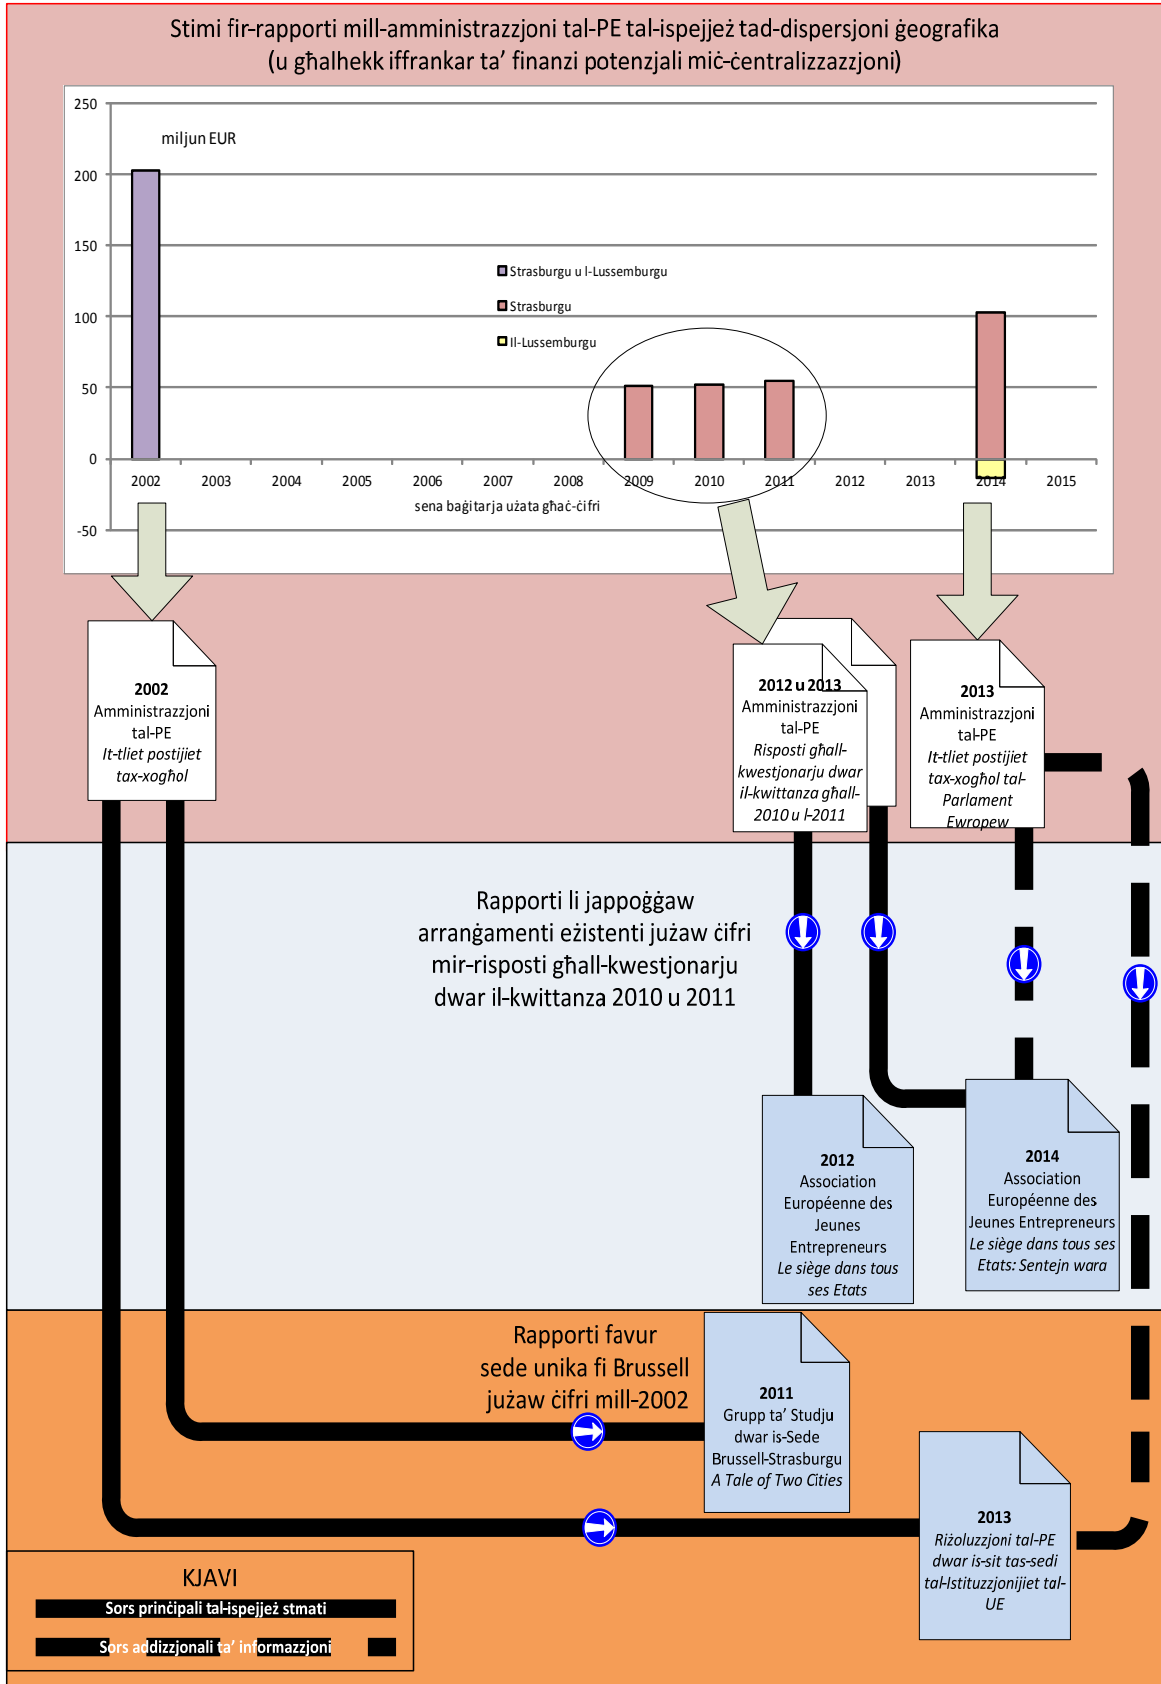 Stimi fir-rapporti mill-amministrazzjoni tal-PE tal-ispejjeż tad-dispersjoni ġeografika
(u għalhekk iffrankar ta’ finanzi potenzjali miċ-ċentralizzazzjoni)
250
miljun EUR
200
150
Strasburgu u l-Lussemburgu
Strasburgu
100
Il-Lussemburgu
50
0
2002 2003 2004 2005 2006 2007 2008 2009 2010 2011 2012 2013 2014 2015
sena baġitarja użata għaċ-ċifri
-50
2002
Amministrazzjoni
tal-PE
It-tliet postijiet
tax-xogħol
2012 u 2013
Amministrazzjoni
tal-PE
Risposti għall-
kwestjonarju dwar
il-kwittanza għall-
2010 u l-2011
2013
Amministrazzjoni
tal-PE
It-tliet postijiet
tax-xogħol tal-
Parlament
Ewropew
Rapporti li jappoġġaw
arranġamenti eżistenti jużaw ċifri
mir-risposti għall-kwestjonarju
dwar il-kwittanza 2010 u 2011
2012
Association
Européenne des
Jeunes
Entrepreneurs
Le siège dans tous
ses Etats
2014
Association
Européenne des
Jeunes Entrepreneurs
Le siège dans tous ses
Etats: Sentejn wara
Rapporti favur
sede unika fi Brussell
jużaw ċifri mill-2002
2011
Grupp ta’ Studju
dwar is-Sede
Brussell-Strasburgu
A Tale of Two Cities
2013
Riżoluzzjoni tal-PE
dwar is-sit tas-sedi
tal-Istituzzjonijiet tal-
UE
KJAVI
Sors prinċipali tal-ispejjeż stmati
Sors addizzjonali ta’ informazzjoni